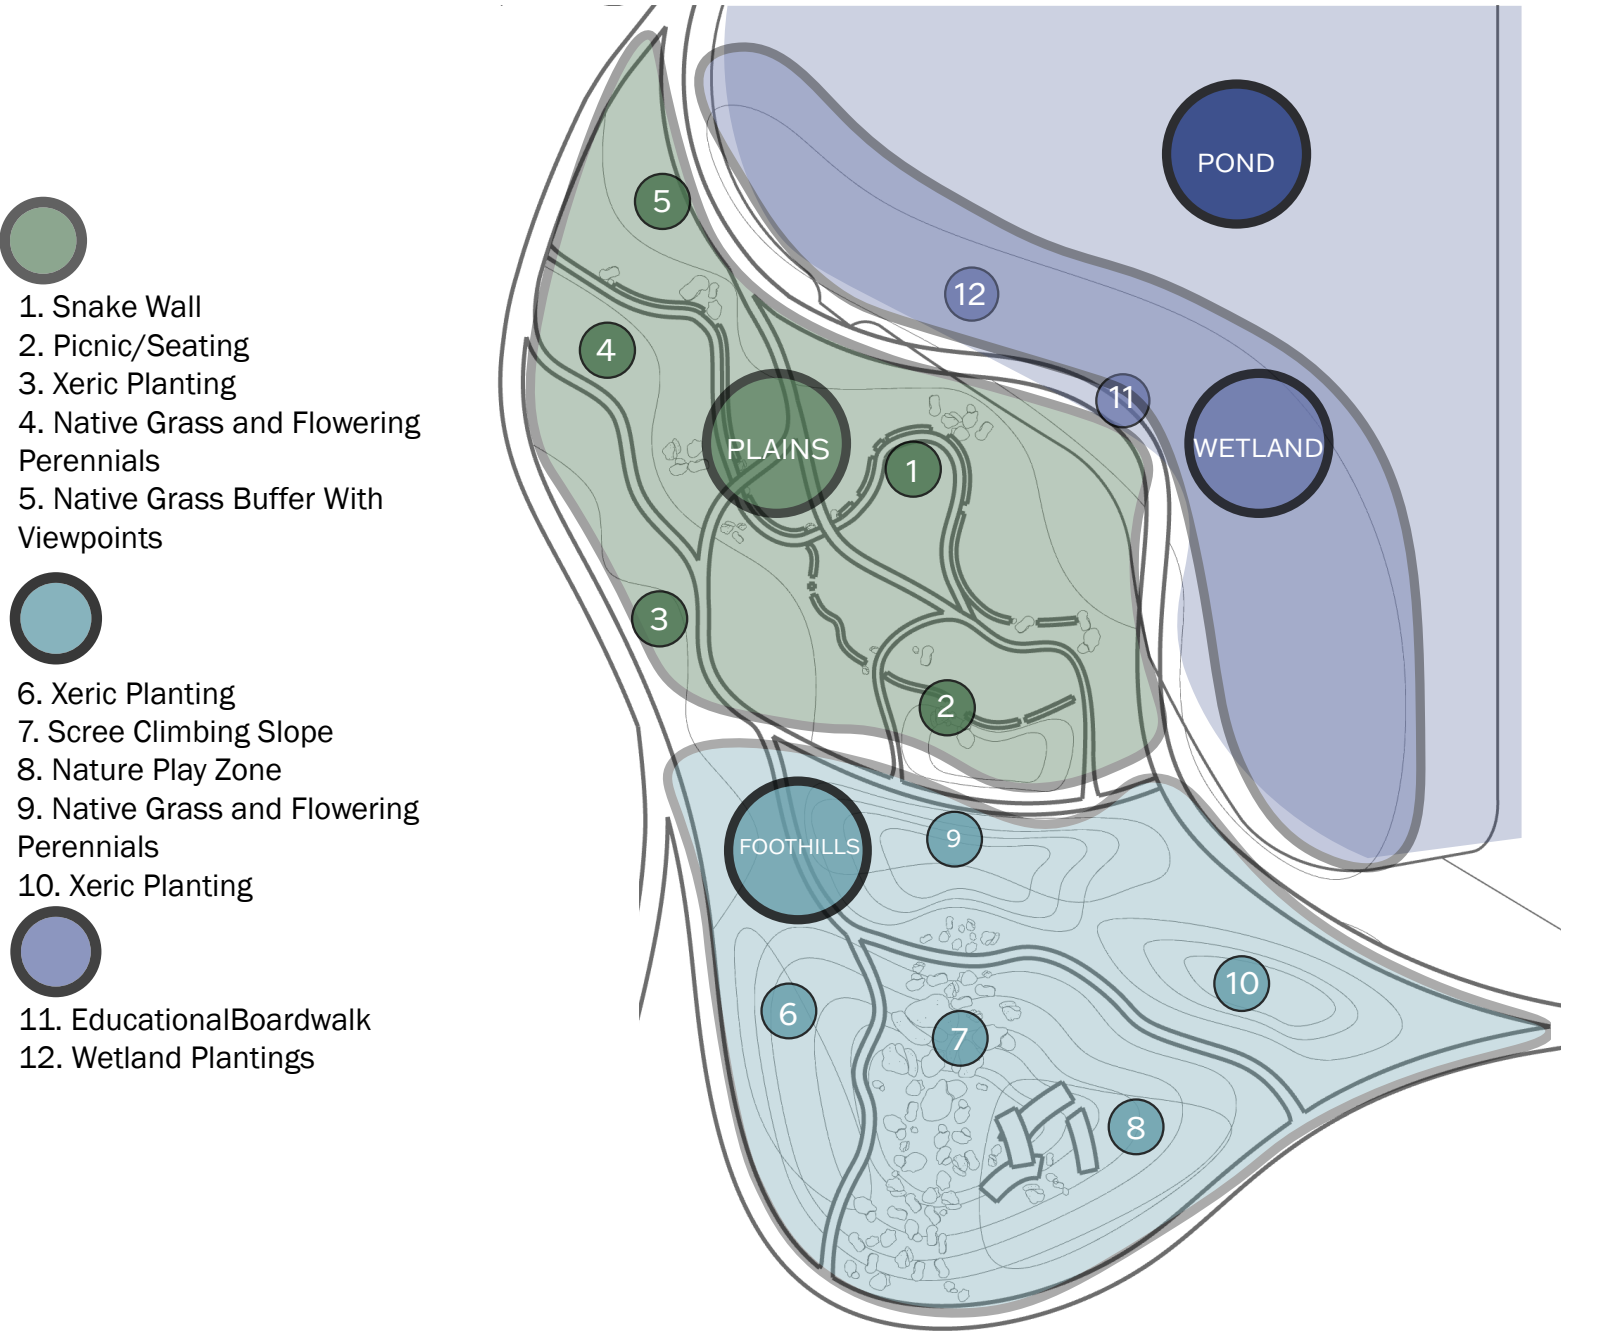 1. Snake Wall
2. Picnic/Seating
3. Xeric Planting
4. Native Grass and Flowering
Perennials
5. Native Grass Buffer With
Viewpoints
6. Xeric Planting
7. Scree Climbing Slope
8. Nature Play Zone
9. Native Grass and Flowering
Perennials
10. Xeric Planting
11. EducationalBoardwalk
12. Wetland Plantings
POND
5
12
4
11
PLAINS
WETLAND
1
3
2
9
FOOTHILLS
10
6
7
8